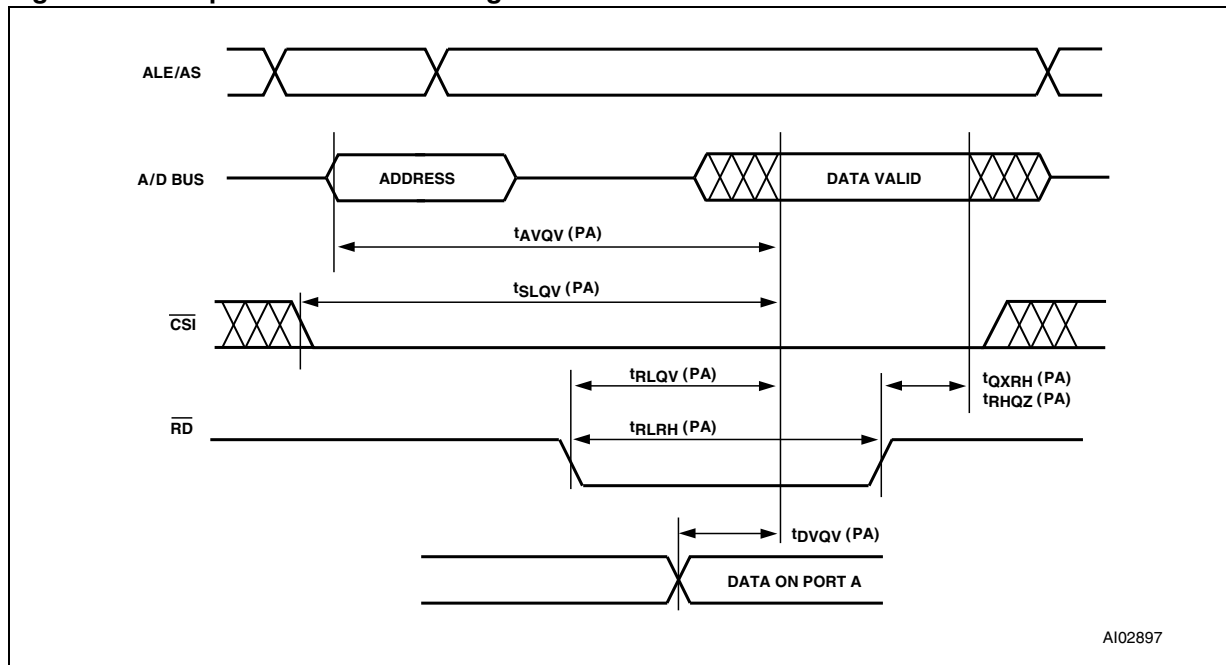 ALE/AS
A/D BUS
ADDRESS
DATA VALID
tAVQV (PA)
tSLQV (PA)
CSI
tRLQV (PA)
tQXRH (PA)
tRHQZ (PA)
RD
tRLRH (PA)
tDVQV (PA)
DATA ON PORT A
AI02897